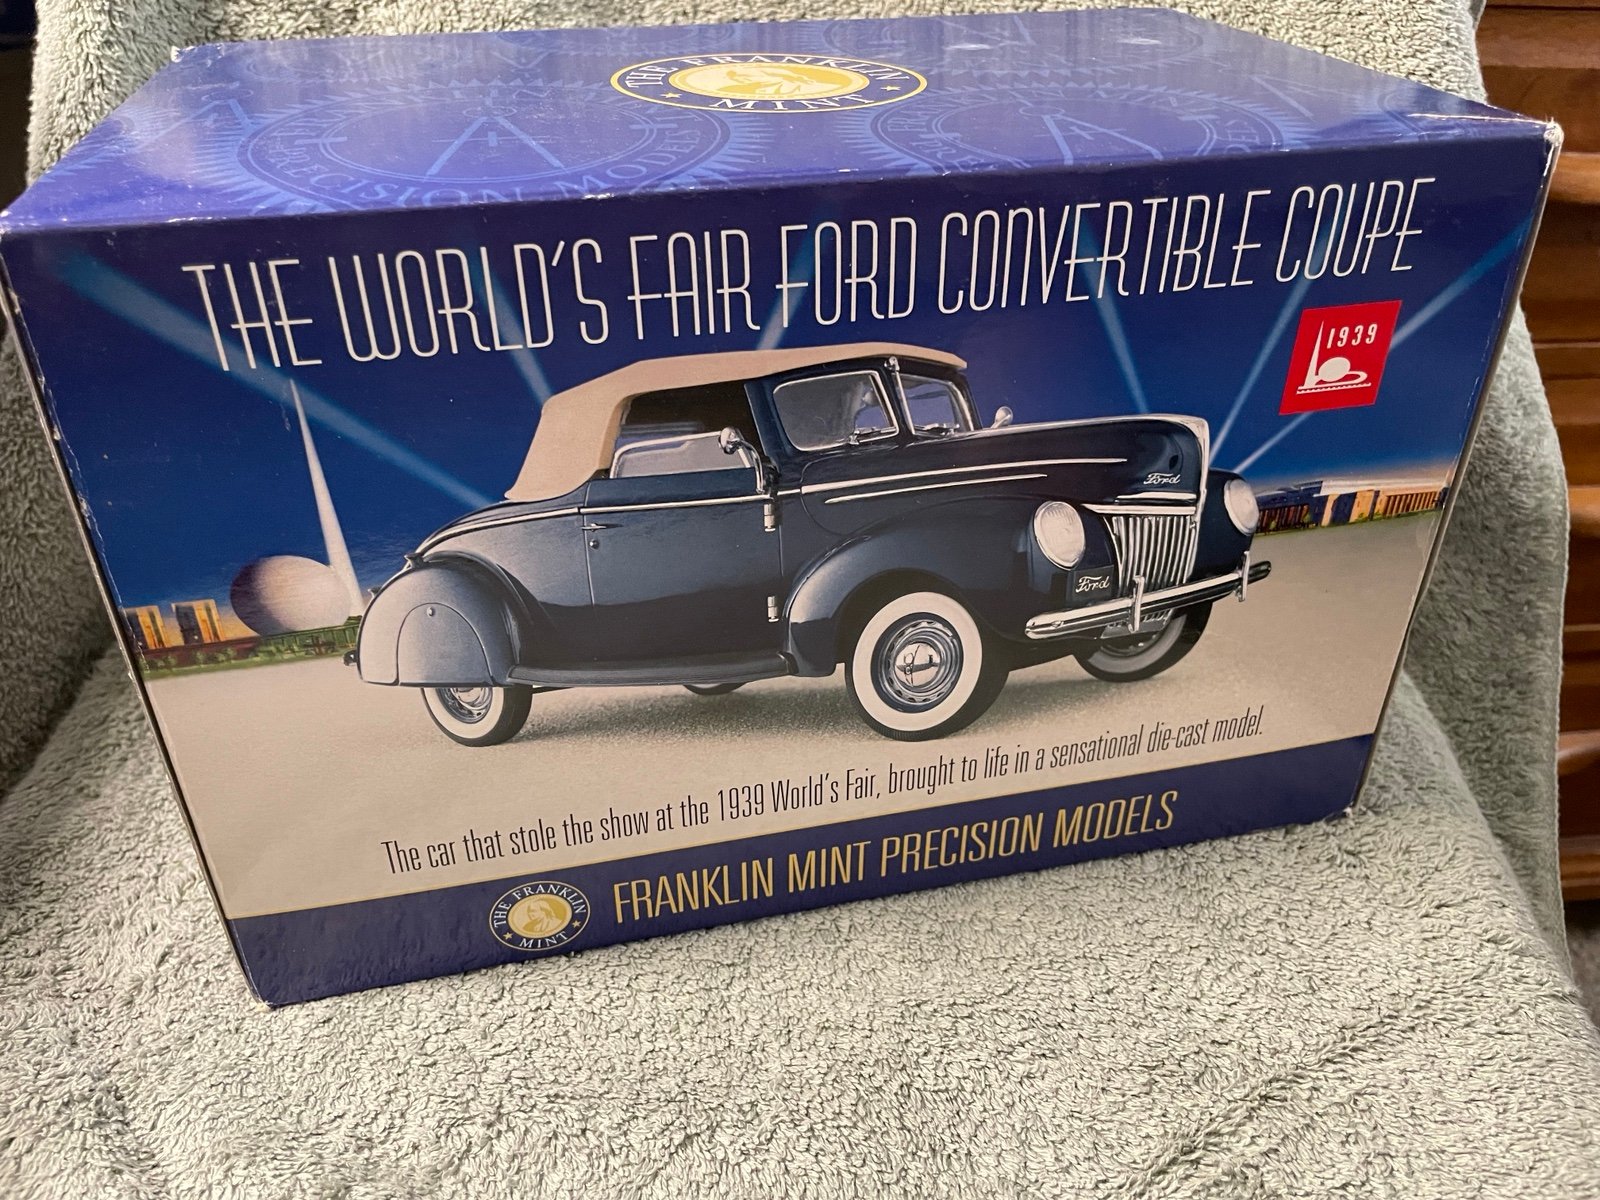 THE FRANKLIN
MINT
PRECISION MODELS
THE WORLD'S FAIR FORD CONVERTIBLE COUPE
1939
Ford
Ford
The car that stole the show at the 1939 World's Fair, brought to life in a sensational die-cast model.
THE FRANKLIN
MINT
FRANKLIN MINT PRECISION MODELS